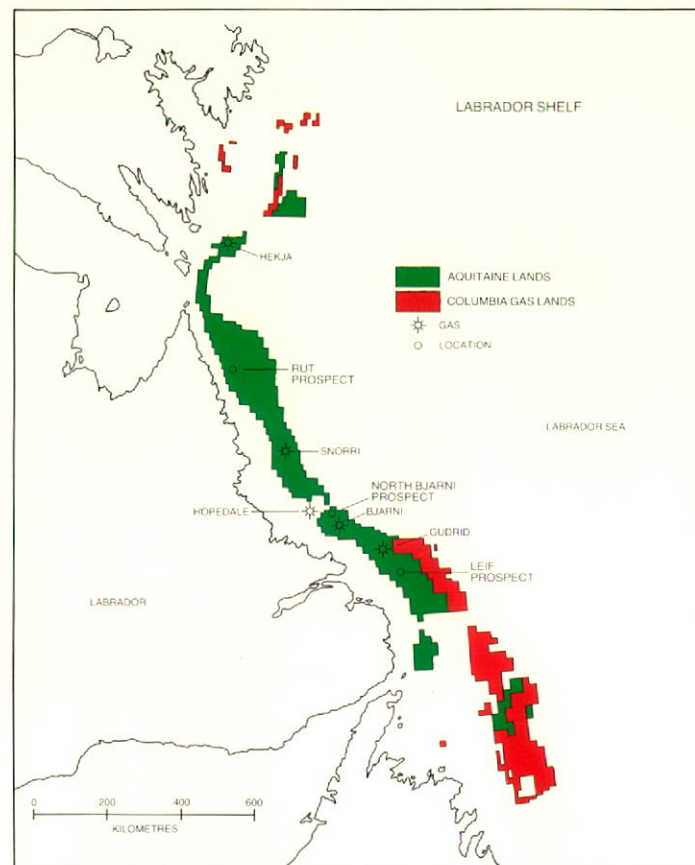 LABRADOR SHELF
HEKJA
AQUITAINE LANDS
COLUMBIA GAS LANDS
GAS
LOCATION
RUT
PROSPECT
LABRADOR SEA
SNORRI
NORTH BJARNI
PROSPECT
HOPEDALE
BJARNI
GUDRID
LEIF
PROSPECT
LABRADOR
0 200 400 600
KILOMETRES